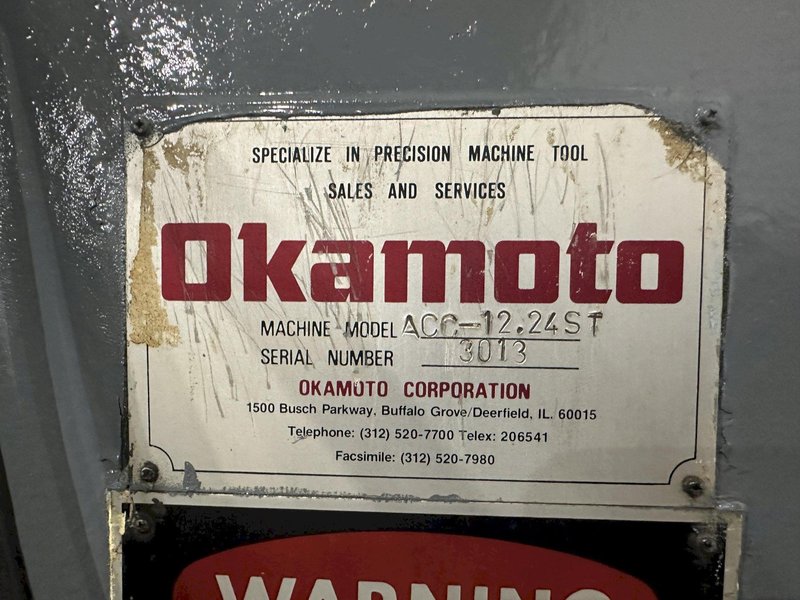 SPECIALIZE IN PRECISION MACHINE TOOL
SALES AND SERVICES
Okamoto
MACHINE MODEL ACC-12.24ST
SERIAL NUMBER 3013
OKAMOTO CORPORATION
1500 Busch Parkway, Buffalo Grove/Deerfield, IL. 60015
Telephone: (312) 520-7700 Telex: 206541
Facsimile: (312) 520-7980
WARNING